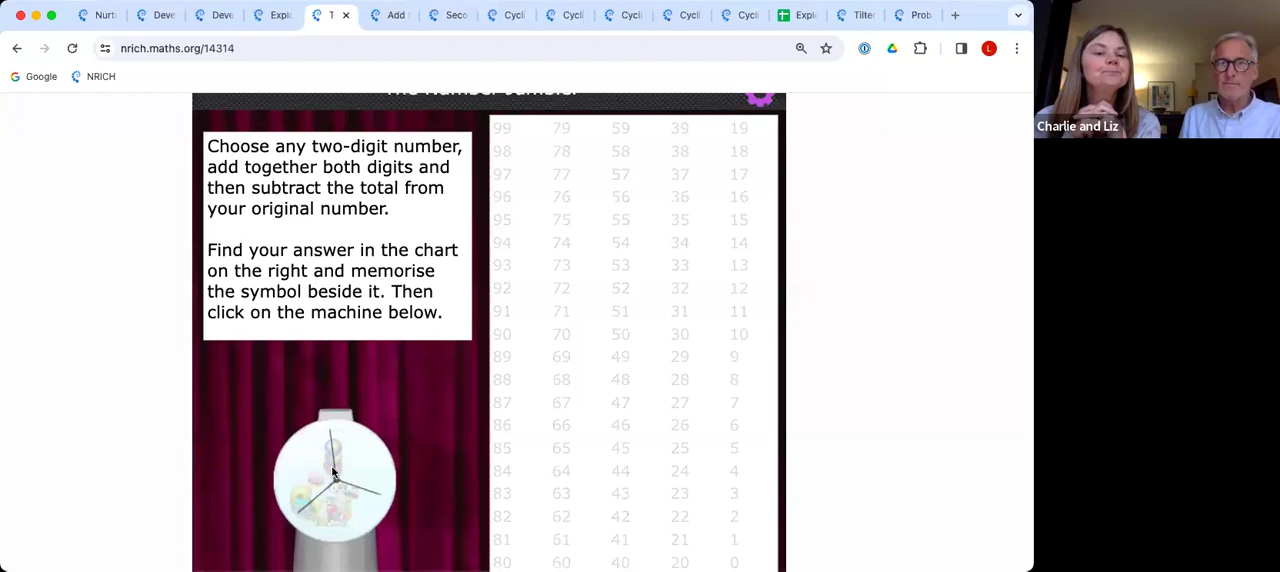 Nurtu
Deve
Deve
Explo
T
Add
Seco
Cycli
Cycli
Cycli
Cycli
Cycli
Explo
Tilted
Prob
nrich.maths.org/14314
L
Google
NRICH
Choose any two-digit number,
add together both digits and
then subtract the total from
your original number.
Find your answer in the chart
on the right and memorise
the symbol beside it. Then
click on the machine below.
99 79 59 39 19
98 78 58 38 18
97 77 57 37 17
96 76 56 36 16
95 75 55 35 15
94 74 54 34 14
93 73 53 33 13
92 72 52 32 12
91 71 51 31 11
90 70 50 30 10
89 69 49 29 9
88 68 48 28 8
87 67 47 27 7
86 66 46 26 6
85 65 45 25 5
84 64 44 24 4
83 63 43 23 3
82 62 42 22 2
81 61 41 21 1
80 60 40 20 0
Charlie and Liz